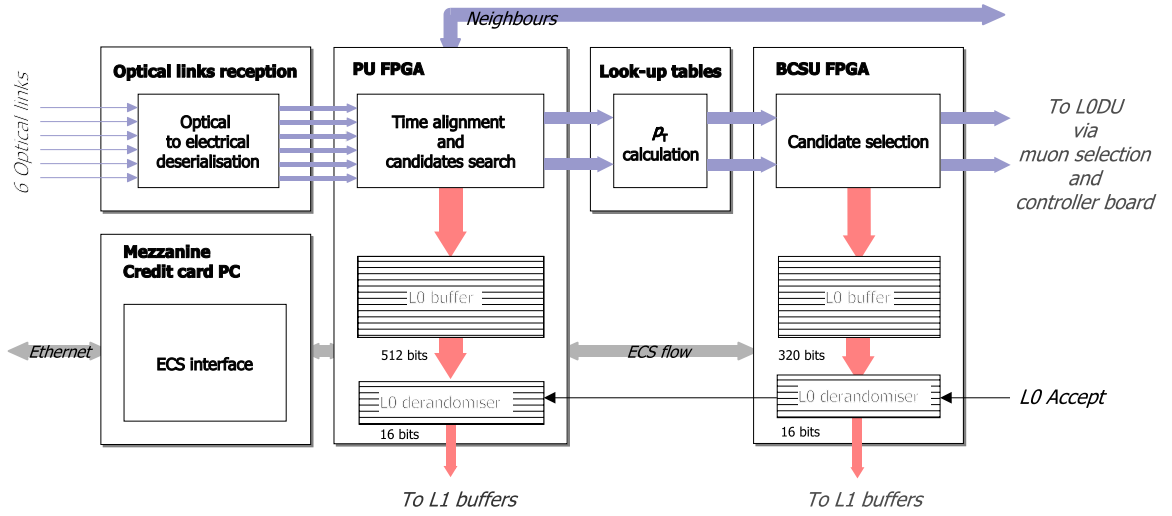 Neighbours
Optical links reception
PU FPGA
Look-up tables
BCSU FPGA
6 Optical links
Optical
to electrical
deserialisation
Time alignment
and
candidates search
pT
calculation
Candidate selection
To L0DU
via
muon selection
and
controller board
Mezzanine
Credit card PC
ECS interface
Ethernet
L0 buffer
512 bits
ECS flow
L0 buffer
320 bits
L0 derandomiser
16 bits
L0 derandomiser
16 bits
L0 Accept
To L1 buffers
To L1 buffers